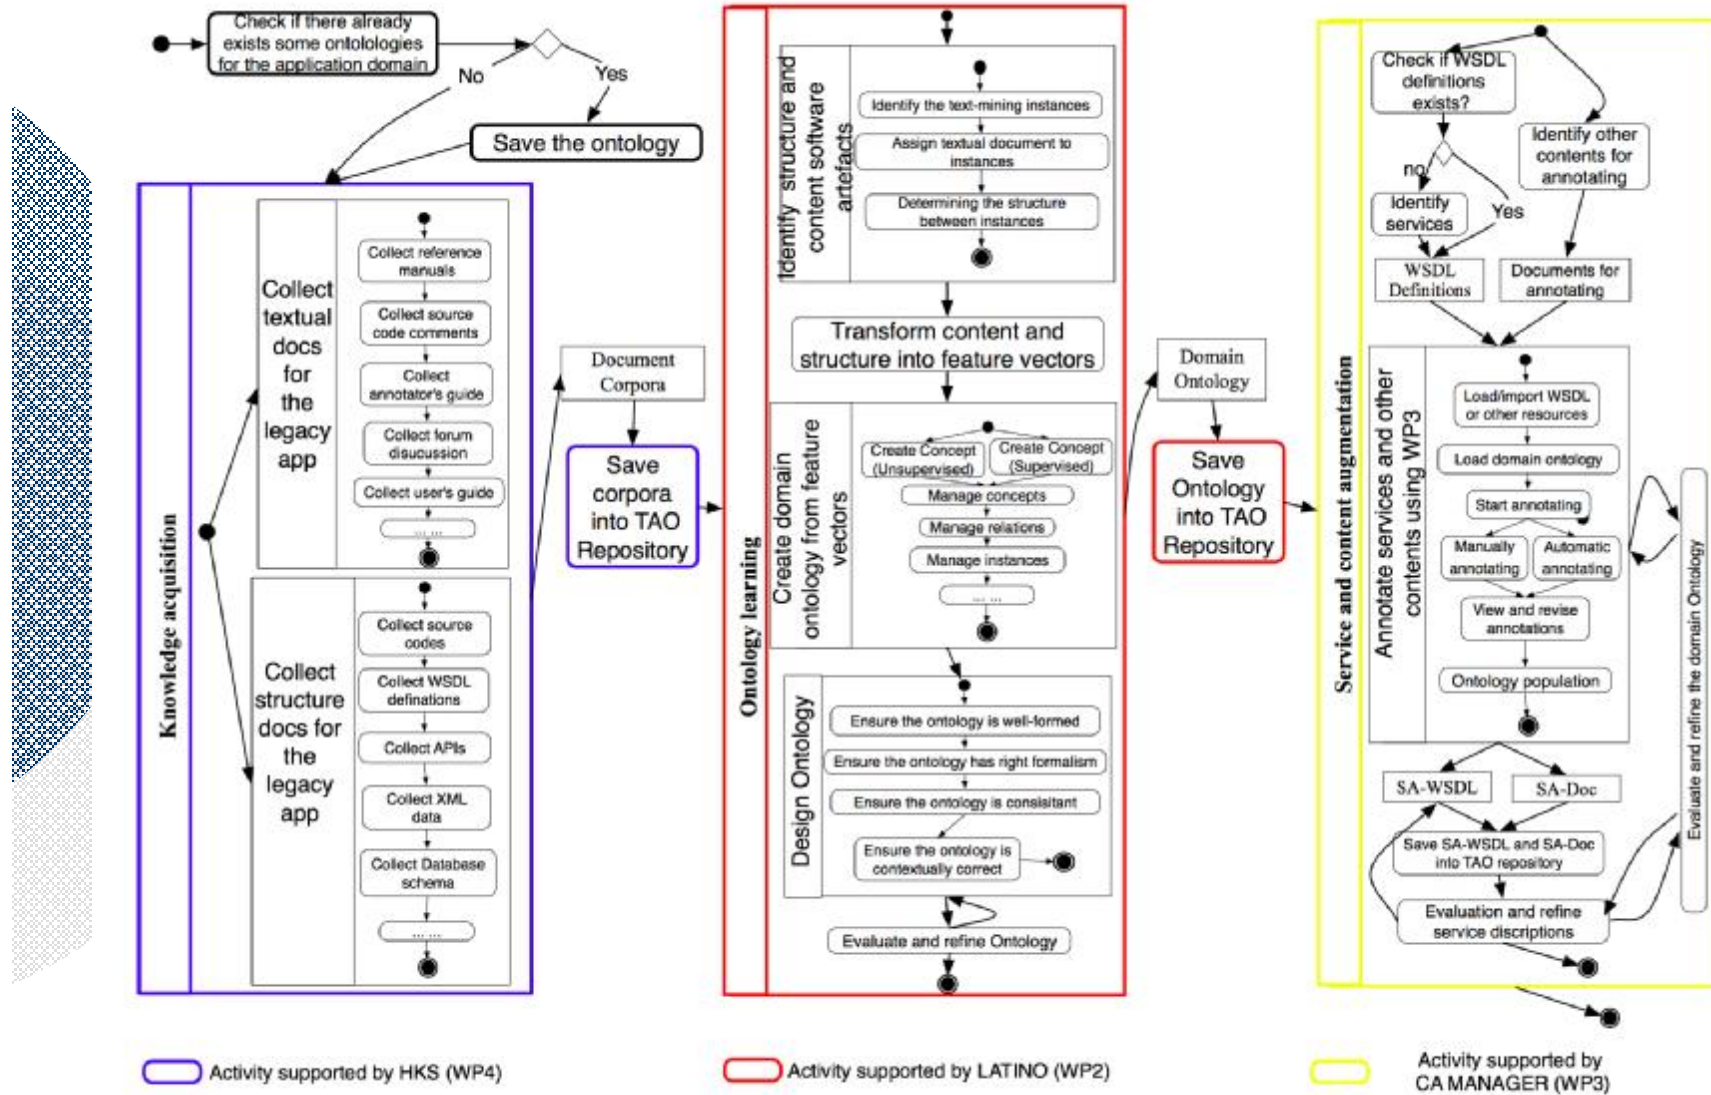 Check if there already
exists some ontolologies
for the application domain
No
Yes
Save the ontology
Knowledge acquisition
Collect
textual
docs
for
the
legacy
app
Collect reference
manuals
Collect source
code comments
Collect
annotator's guide
Collect forum
disucussion
Collect user's guide
... ...
Collect
structure
docs for
the
legacy
app
Collect source
codes
Collect WSDL
definations
Collect APIs
Collect XML
data
Collect Database
schema
... ...
Document
Corpora
Save
corpora
into TAO
Repository
Ontology learning
Identify structure and
content software
artefacts
Identify the text-mining instances
Assign textual document to
instances
Determining the structure
between instances
Transform content and
structure into feature vectors
Create domain
ontology from feature
vectors
Create Concept
(Unsupervised)
Create Concept
(Supervised)
Manage concepts
Manage relations
Manage instances
... ...
Design Ontology
Ensure the ontology is well-formed
Ensure the ontology has right formalism
Ensure the ontology is consisitant
Ensure the ontology is
contextually correct
Evaluate and refine Ontology
Domain
Ontology
Save
Ontology
into TAO
Repository
Service and content augmentation
Check if WSDL
definitions
exists?
no
Yes
Identify
services
Identify other
contents for
annotating
WSDL
Definitions
Documents for
annotating
Annotate services and other
contents using WP3
Load/import WSDL
or other resources
Load domain ontology
Start annotating
Manually
annotating
Automatic
annotating
View and revise
annotations
Ontology population
Evaluate and refine the domain Ontology
SA-WSDL
SA-Doc
Save SA-WSDL and SA-Doc
into TAO repository
Evaluation and refine
service discriptions
Activity supported by HKS (WP4)
Activity supported by LATINO (WP2)
Activity supported by
CA MANAGER (WP3)